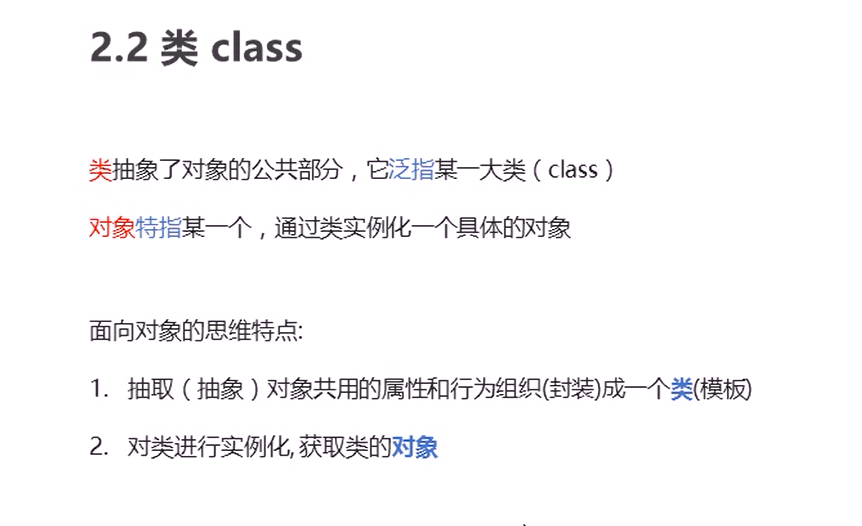 2.2 类 class
类抽象了对象的公共部分，它泛指某一大类（class）
对象特指某一个，通过类实例化一个具体的对象
面向对象的思维特点:
1. 抽取（抽象）对象共用的属性和行为组织(封装)成一个类(模板)
2. 对类进行实例化, 获取类的对象